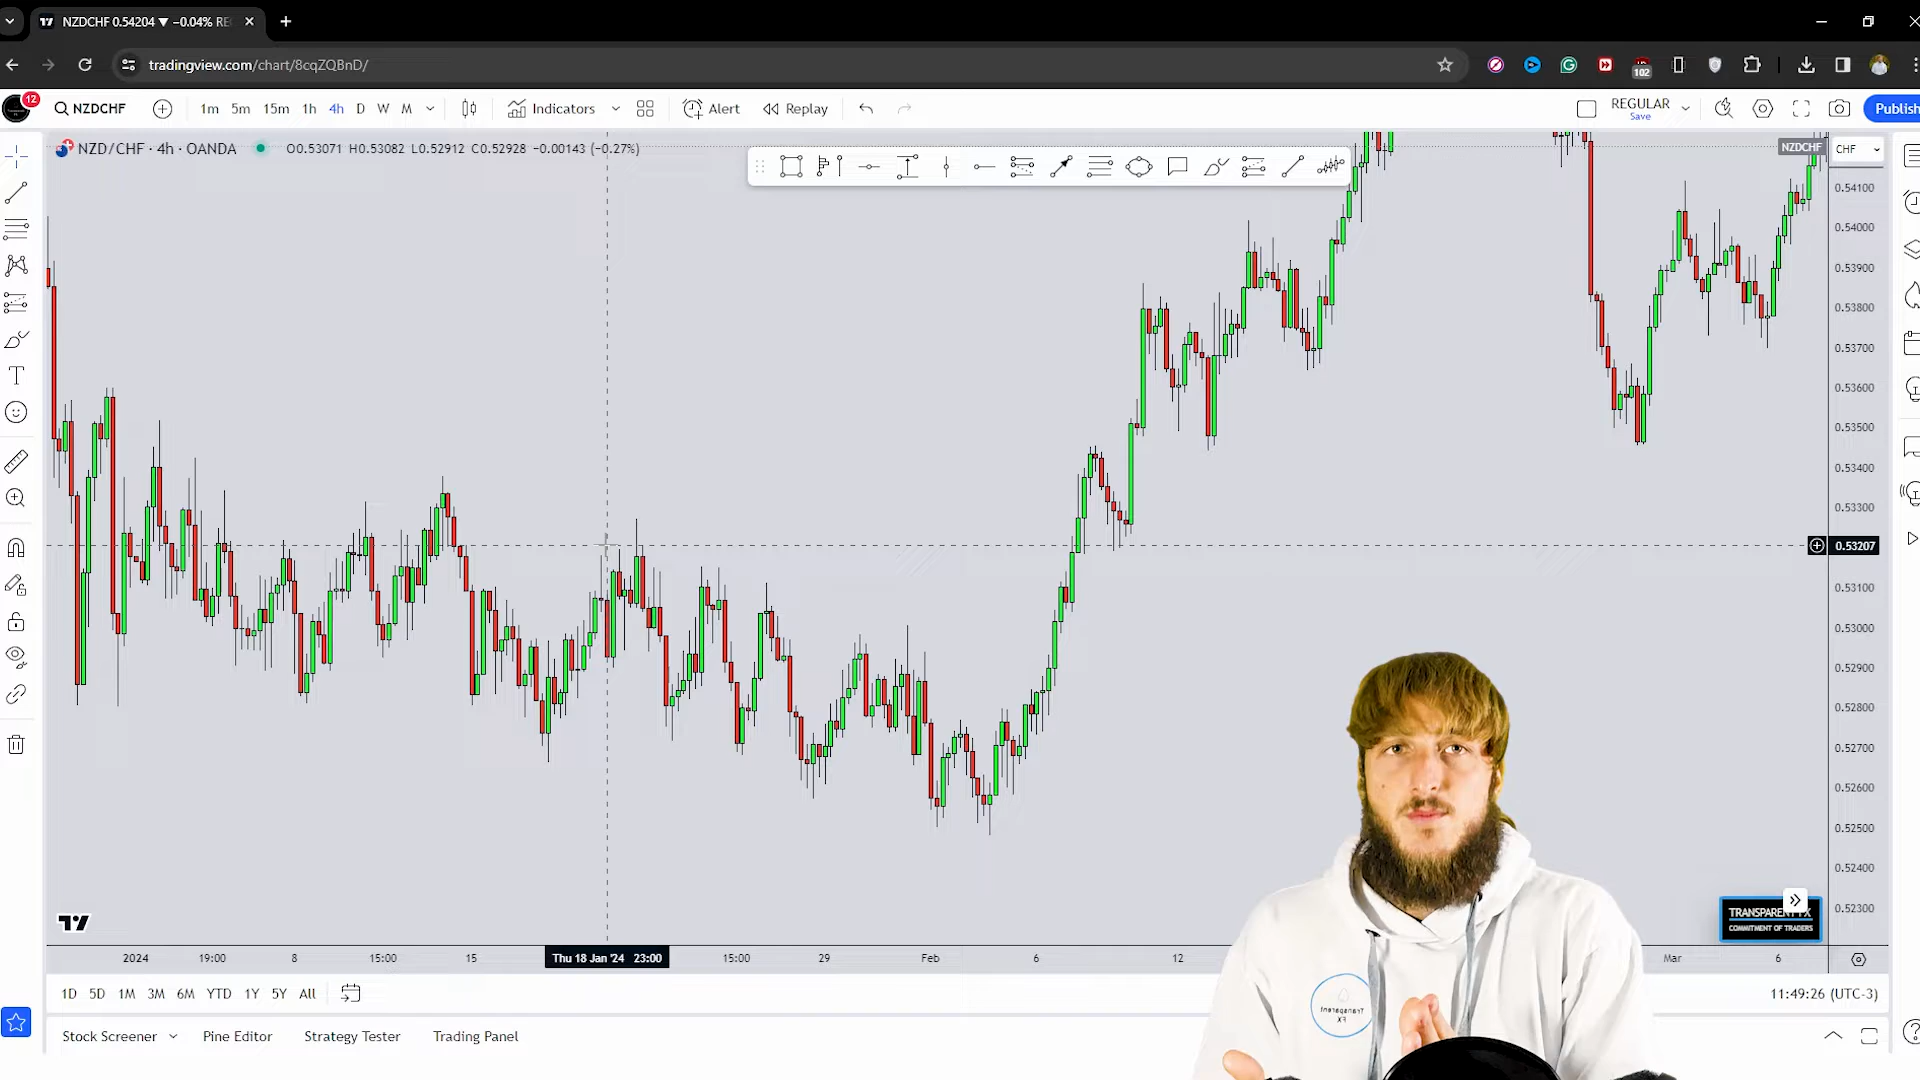 NZDCHF 0.54204 ▼ −0.04% RE
tradingview.com/chart/8cqZQBnD/
102
12
NZDCHF
1m 5m 15m 1h 4h D W M
Indicators
Alert
Replay
REGULAR
Save
Publish
NZD/CHF · 4h · OANDA
O0.53071 H0.53082 L0.52912 C0.52928 −0.00143 (−0.27%)
NZDCHF
CHF
0.54100
0.54000
0.53900
0.53800
0.53700
0.53600
0.53500
0.53400
0.53300
0.53207
0.53100
0.53000
0.52900
0.52800
0.52700
0.52600
0.52500
0.52400
0.52300
TRANSPARENT FX
COMMITMENT OF TRADERS
Transparent
FX
2024 19:00 8 15:00 15 Thu 18 Jan '24 23:00 15:00 29 Feb 6 12 Mar 6
1D 5D 1M 3M 6M YTD 1Y 5Y All
11:49:26 (UTC-3)
Stock Screener Pine Editor Strategy Tester Trading Panel